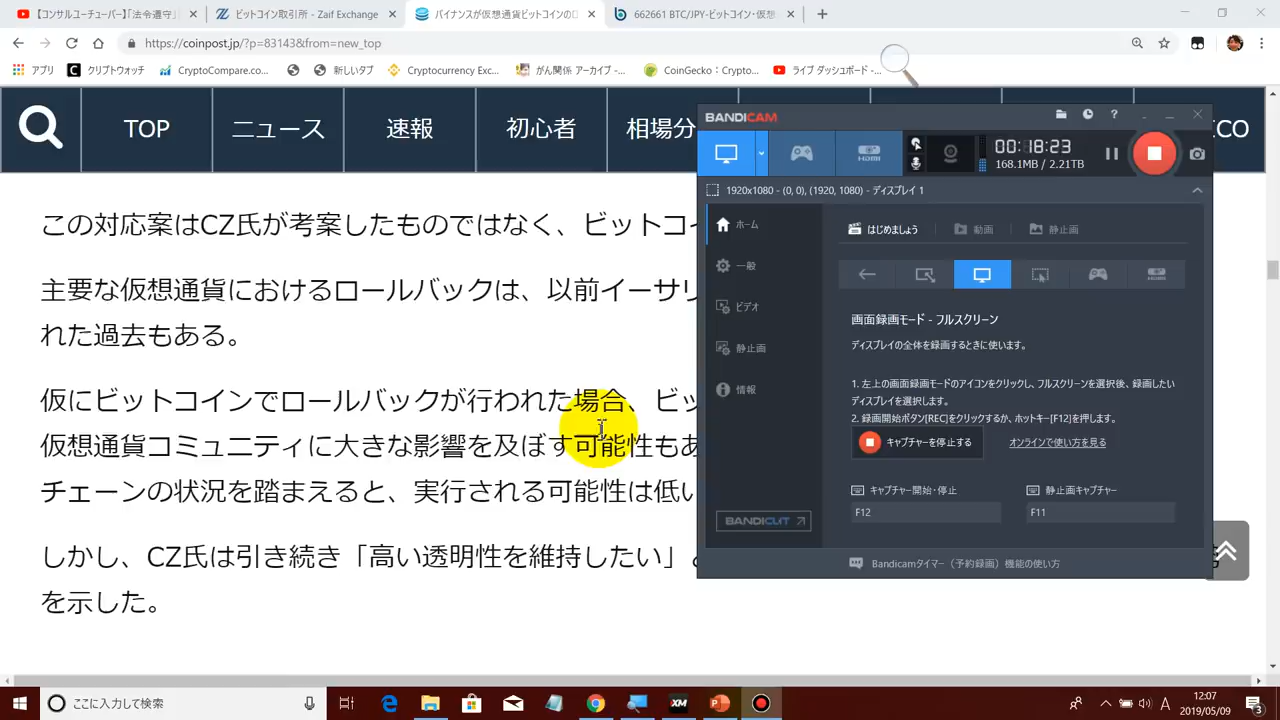 【コンサルユーチューバー】「法令遵守」
ビットコイン取引所 - Zaif Exchange
バイナンスが仮想通貨ビットコインのロ
662661 BTC/JPY-ビットコイン・仮想
https://coinpost.jp/?p=83143&from=new_top
アプリ
クリプトウォッチ
CryptoCompare.co...
新しいタブ
Cryptocurrency Exc...
がん関係 アーカイブ -...
CoinGecko：Crypto...
ライブ ダッシュボード -...
TOP
ニュース
速報
初心者
相場分
ICO
この対応案はCZ氏が考案したものではなく、ビットコイ
主要な仮想通貨におけるロールバックは、以前イーサリ
れた過去もある。
仮にビットコインでロールバックが行われた場合、ビッ
仮想通貨コミュニティに大きな影響を及ぼす可能性もあ
チェーンの状況を踏まえると、実行される可能性は低い
しかし、CZ氏は引き続き「高い透明性を維持したい」
を示した。
BANDICAM
00:18:23
168.1MB / 2.21TB
HDMI
1920x1080 - (0, 0), (1920, 1080) - ディスプレイ 1
ホーム
一般
ビデオ
静止画
情報
BANDICUT
はじめましょう
動画
静止画
画面録画モード - フルスクリーン
ディスプレイの全体を録画するときに使います。
1. 左上の画面録画モードのアイコンをクリックし、フルスクリーンを選択後、録画したい
ディスプレイを選択します。
2. 録画開始ボタン[REC]をクリックするか、ホットキー[F12]を押します。
キャプチャーを停止する
オンラインで使い方を見る
キャプチャー開始・停止
静止画キャプチャー
F12
F11
Bandicamタイマー（予約録画）機能の使い方
ここに入力して検索
XM
A
12:07
2019/05/09
3